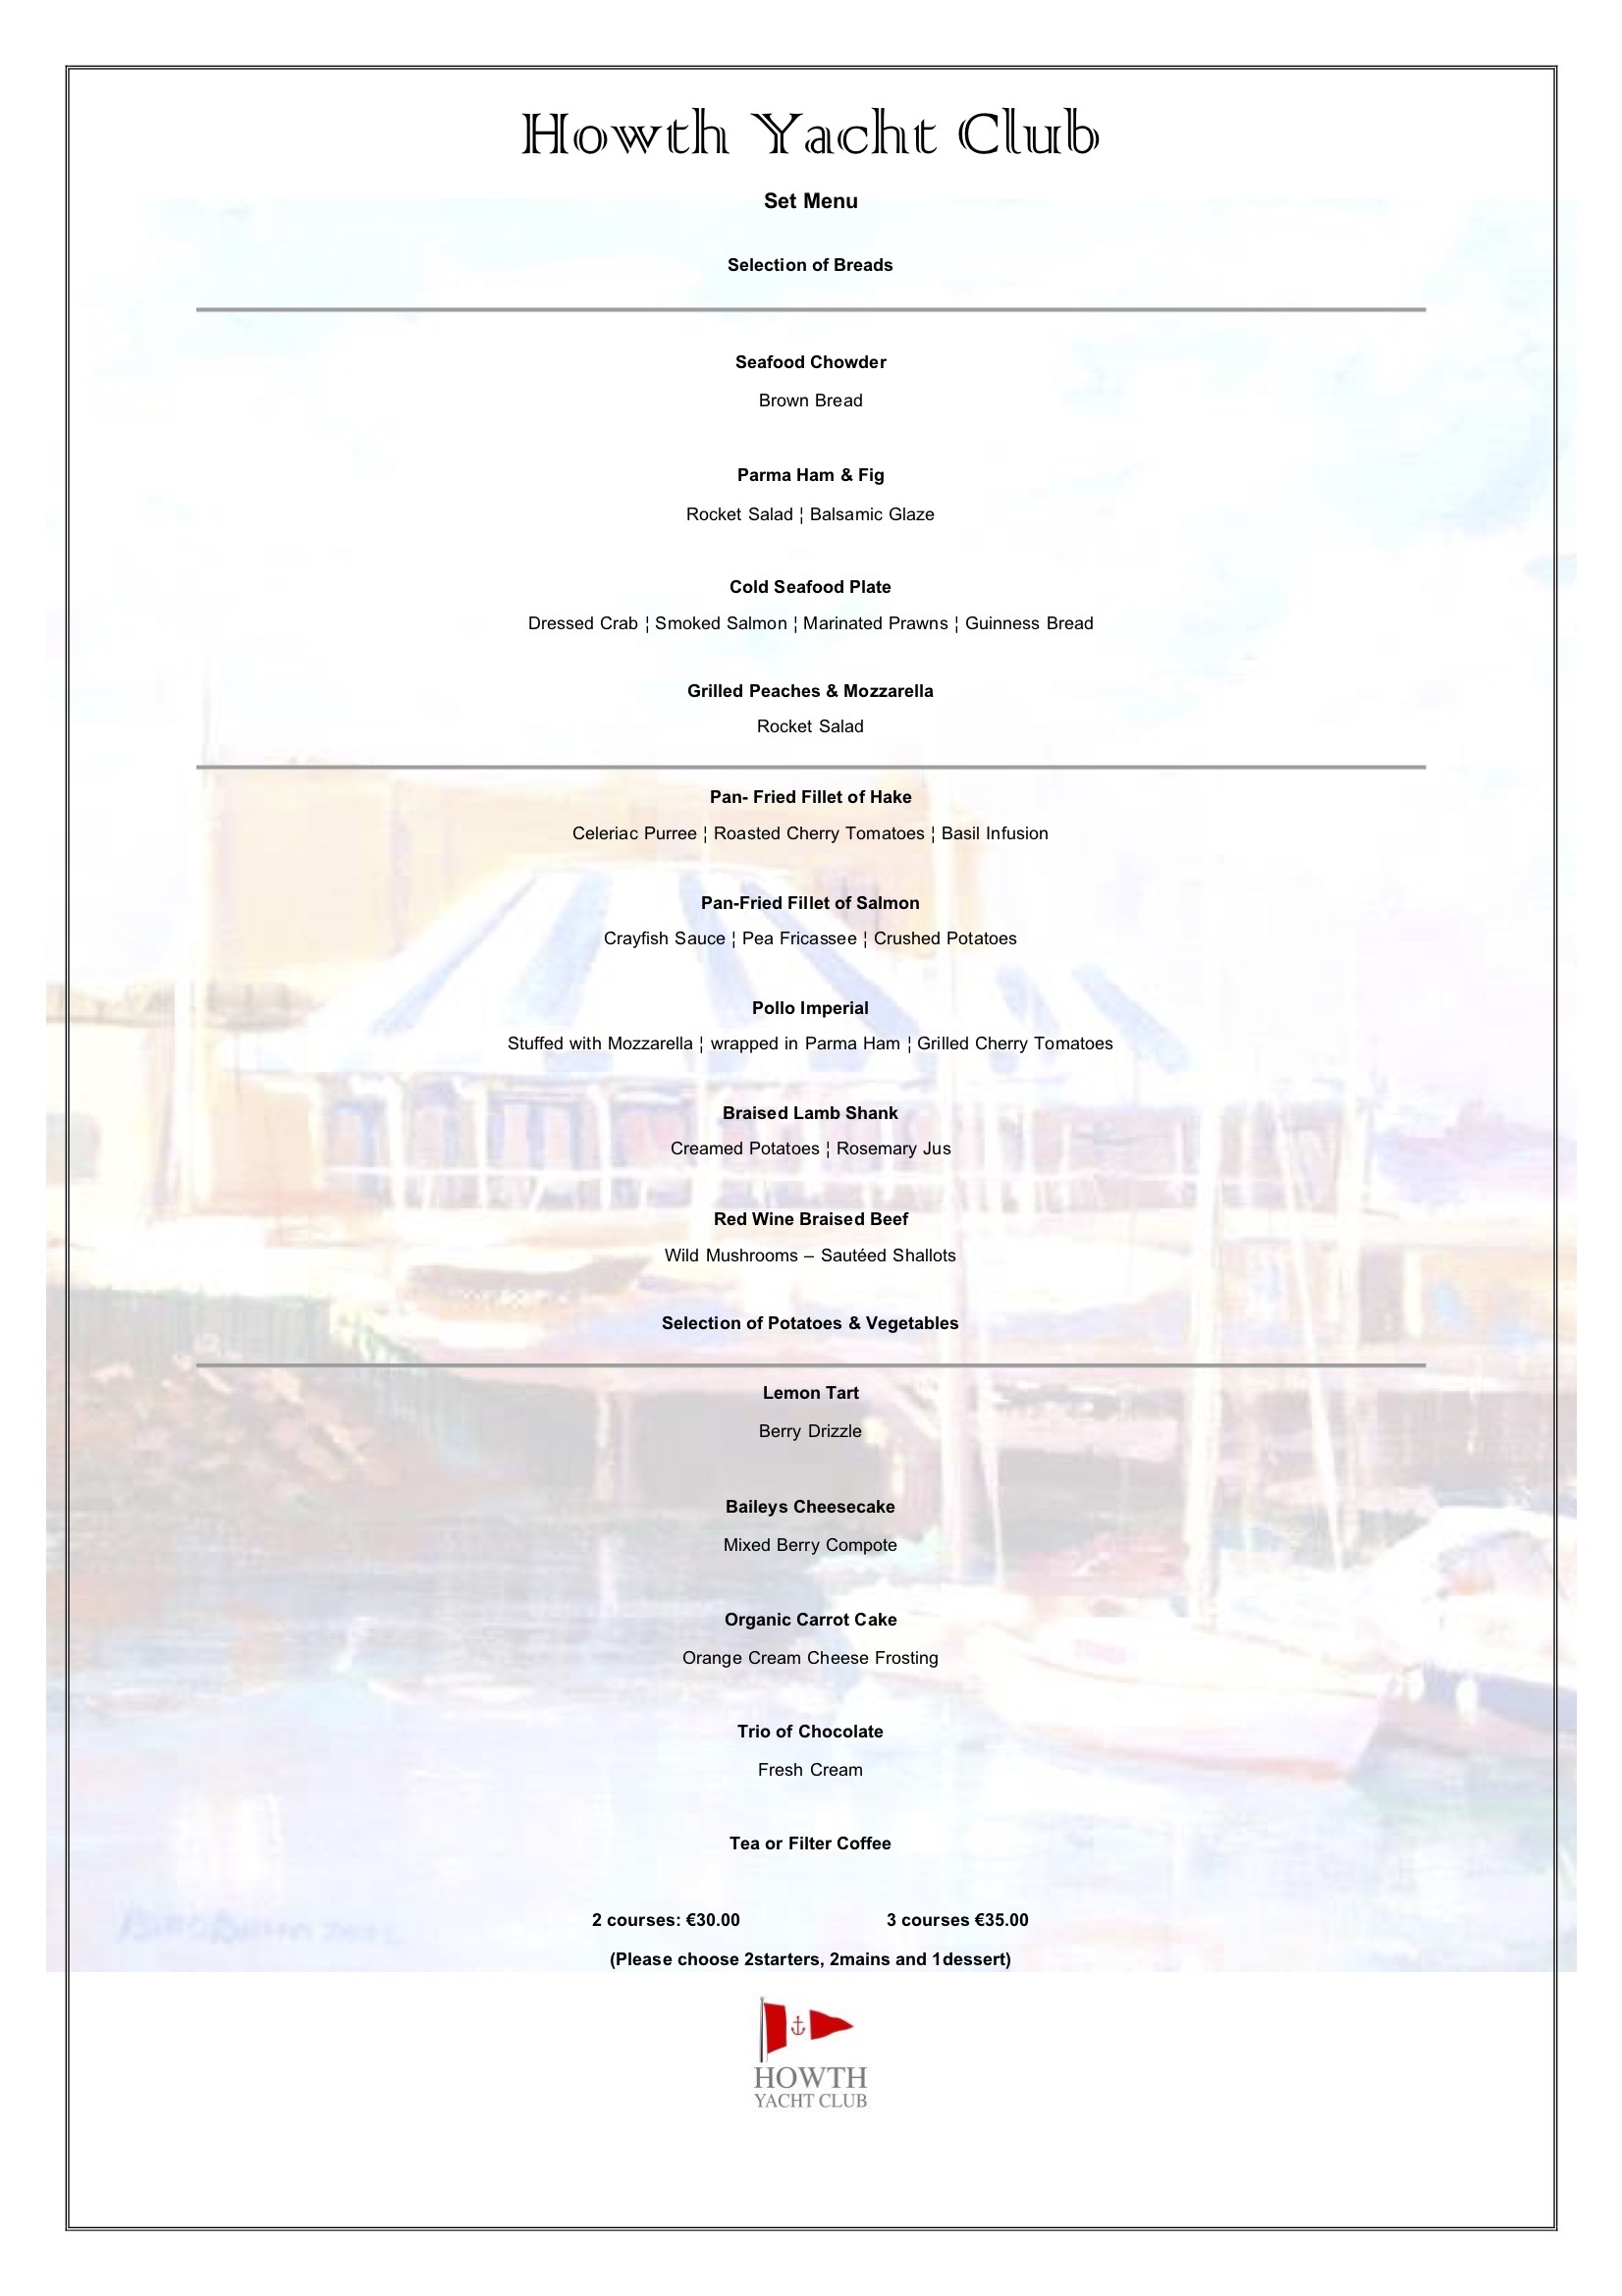 Howth Yacht Club
Set Menu
Selection of Breads
Seafood Chowder
Brown Bread
Parma Ham & Fig
Rocket Salad ¦ Balsamic Glaze
Cold Seafood Plate
Dressed Crab ¦ Smoked Salmon ¦ Marinated Prawns ¦ Guinness Bread
Grilled Peaches & Mozzarella
Rocket Salad
Pan- Fried Fillet of Hake
Celeriac Purree ¦ Roasted Cherry Tomatoes ¦ Basil Infusion
Pan-Fried Fillet of Salmon
Crayfish Sauce ¦ Pea Fricassee ¦ Crushed Potatoes
Pollo Imperial
Stuffed with Mozzarella ¦ wrapped in Parma Ham ¦ Grilled Cherry Tomatoes
Braised Lamb Shank
Creamed Potatoes ¦ Rosemary Jus
Red Wine Braised Beef
Wild Mushrooms – Sautéed Shallots
Selection of Potatoes & Vegetables
Lemon Tart
Berry Drizzle
Baileys Cheesecake
Mixed Berry Compote
Organic Carrot Cake
Orange Cream Cheese Frosting
Trio of Chocolate
Fresh Cream
Tea or Filter Coffee
2 courses: €30.00 3 courses €35.00
(Please choose 2starters, 2mains and 1dessert)
HOWTH
YACHT CLUB